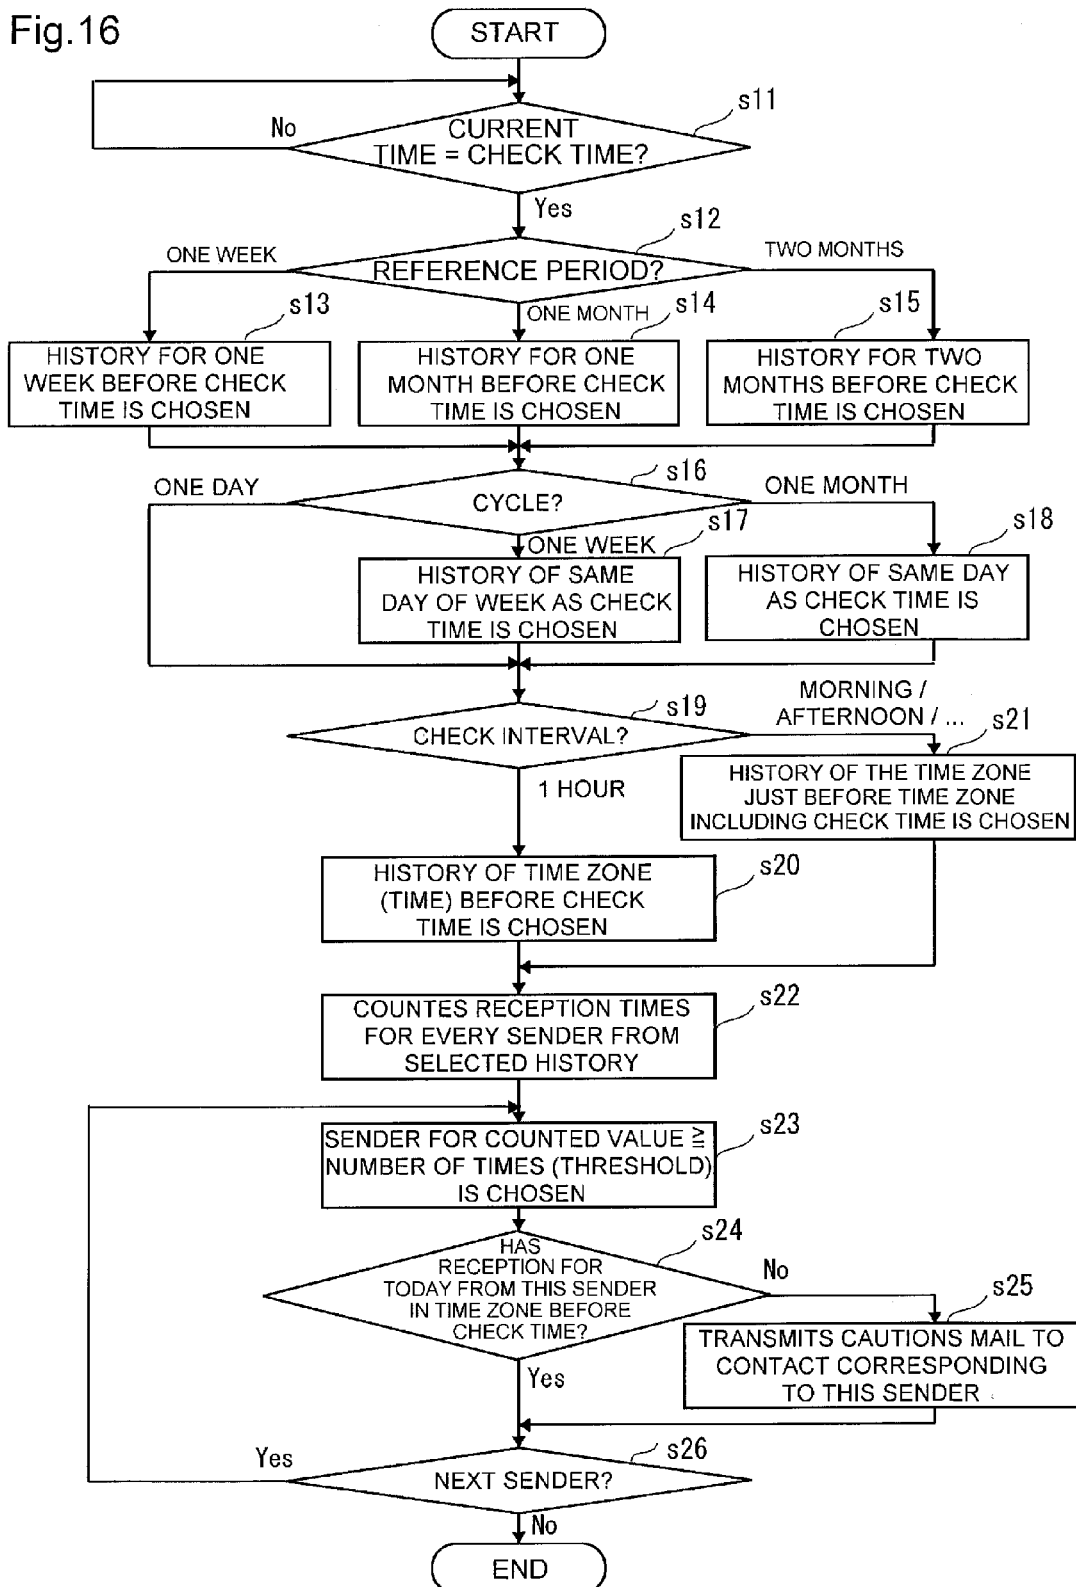 Fig.16
START
s11
No
CURRENT
TIME = CHECK TIME?
Yes
s12
ONE WEEK
TWO MONTHS
REFERENCE PERIOD?
s13
s14
s15
ONE MONTH
HISTORY FOR ONE
WEEK BEFORE CHECK
TIME IS CHOSEN
HISTORY FOR ONE
MONTH BEFORE CHECK
TIME IS CHOSEN
HISTORY FOR TWO
MONTHS BEFORE CHECK
TIME IS CHOSEN
s16
ONE DAY
ONE MONTH
CYCLE?
s17
s18
ONE WEEK
HISTORY OF SAME
DAY OF WEEK AS CHECK
TIME IS CHOSEN
HISTORY OF SAME DAY
AS CHECK TIME IS
CHOSEN
s19
MORNING /
AFTERNOON / ...
s21
CHECK INTERVAL?
1 HOUR
HISTORY OF THE TIME ZONE
JUST BEFORE TIME ZONE
INCLUDING CHECK TIME IS CHOSEN
s20
HISTORY OF TIME ZONE
(TIME) BEFORE CHECK
TIME IS CHOSEN
s22
COUNTES RECEPTION TIMES
FOR EVERY SENDER FROM
SELECTED HISTORY
s23
SENDER FOR COUNTED VALUE ≧
NUMBER OF TIMES (THRESHOLD)
IS CHOSEN
s24
HAS
RECEPTION FOR
TODAY FROM THIS SENDER
IN TIME ZONE BEFORE
CHECK TIME?
No
s25
TRANSMITS CAUTIONS MAIL TO
CONTACT CORRESPONDING
TO THIS SENDER
Yes
s26
Yes
NEXT SENDER?
No
END